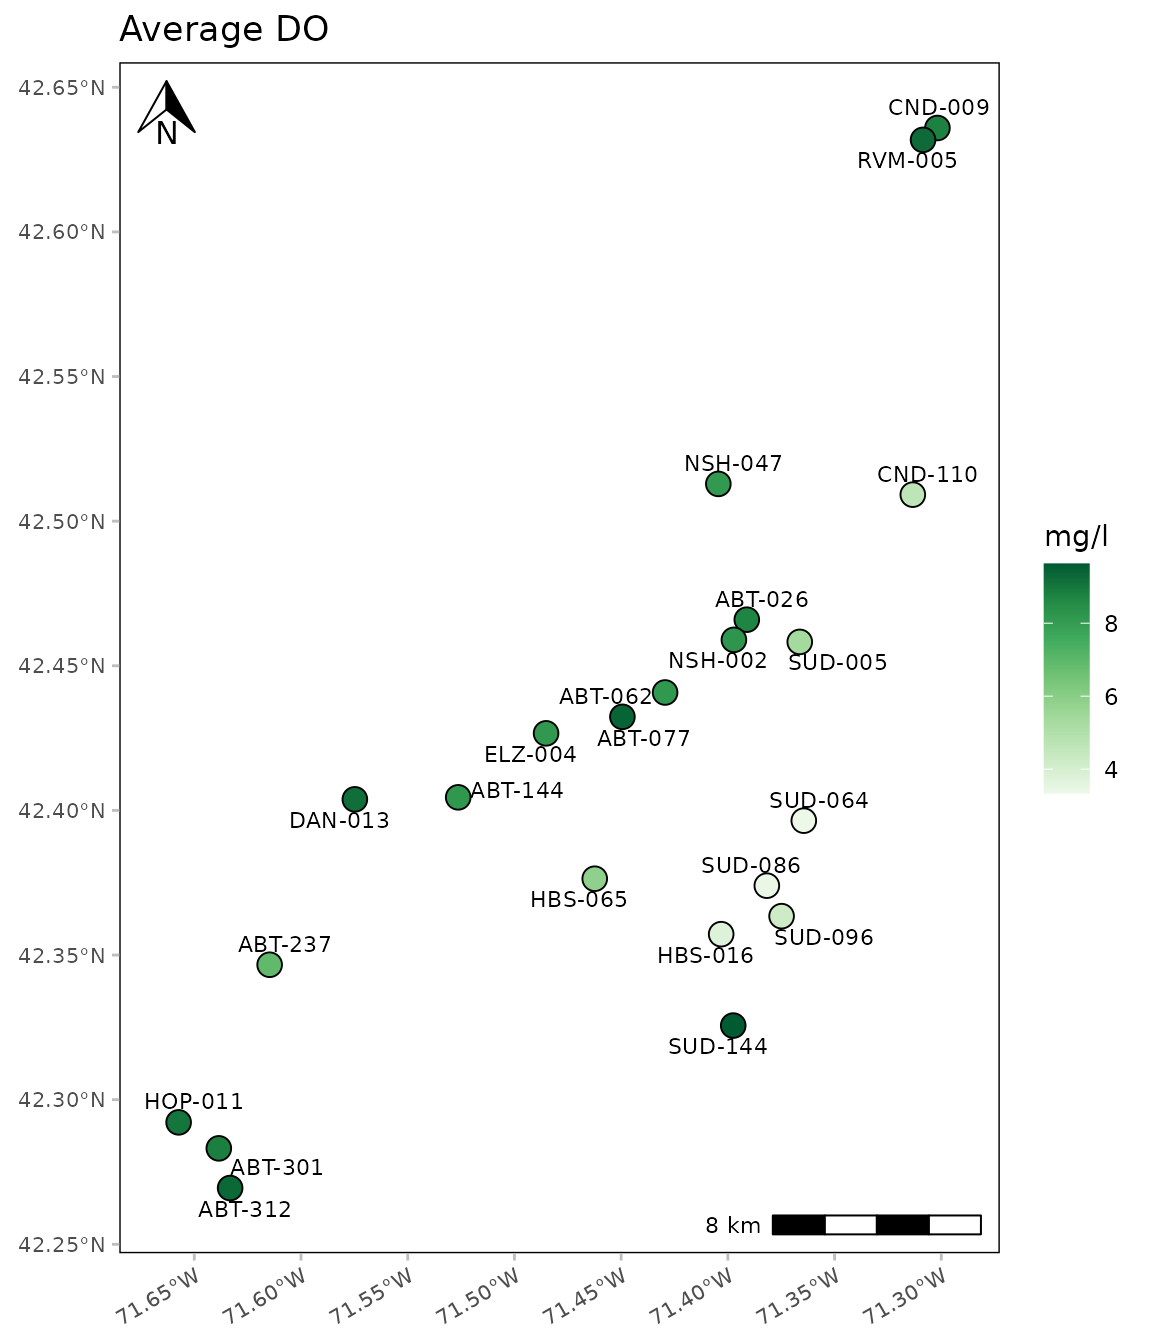 Average DO
42.65°N
42.60°N
42.55°N
42.50°N
42.45°N
42.40°N
42.35°N
42.30°N
42.25°N
N
CND-009
RVM-005
NSH-047
CND-110
ABT-026
NSH-002
SUD-005
ABT-062
ABT-077
ELZ-004
ABT-144
DAN-013
SUD-064
SUD-086
HBS-065
SUD-096
ABT-237
HBS-016
SUD-144
HOP-011
ABT-301
ABT-312
8 km
71.65°W
71.60°W
71.55°W
71.50°W
71.45°W
71.40°W
71.35°W
71.30°W
mg/l
8
6
4